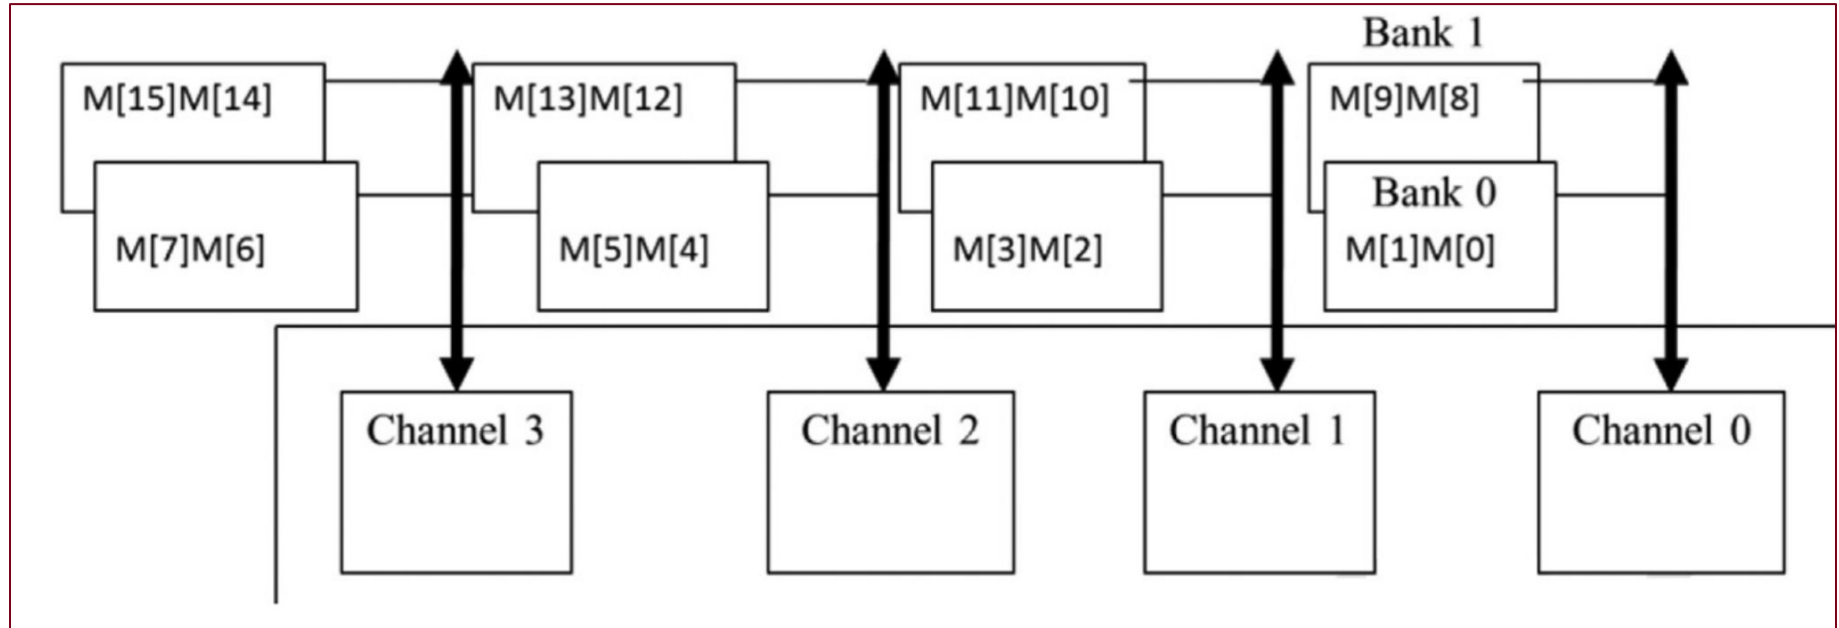 Bank 1
M[15]M[14] M[13]M[12] M[11]M[10] M[9]M[8]
Bank 0
M[7]M[6] M[5]M[4] M[3]M[2] M[1]M[0]
Channel 3 Channel 2 Channel 1 Channel 0